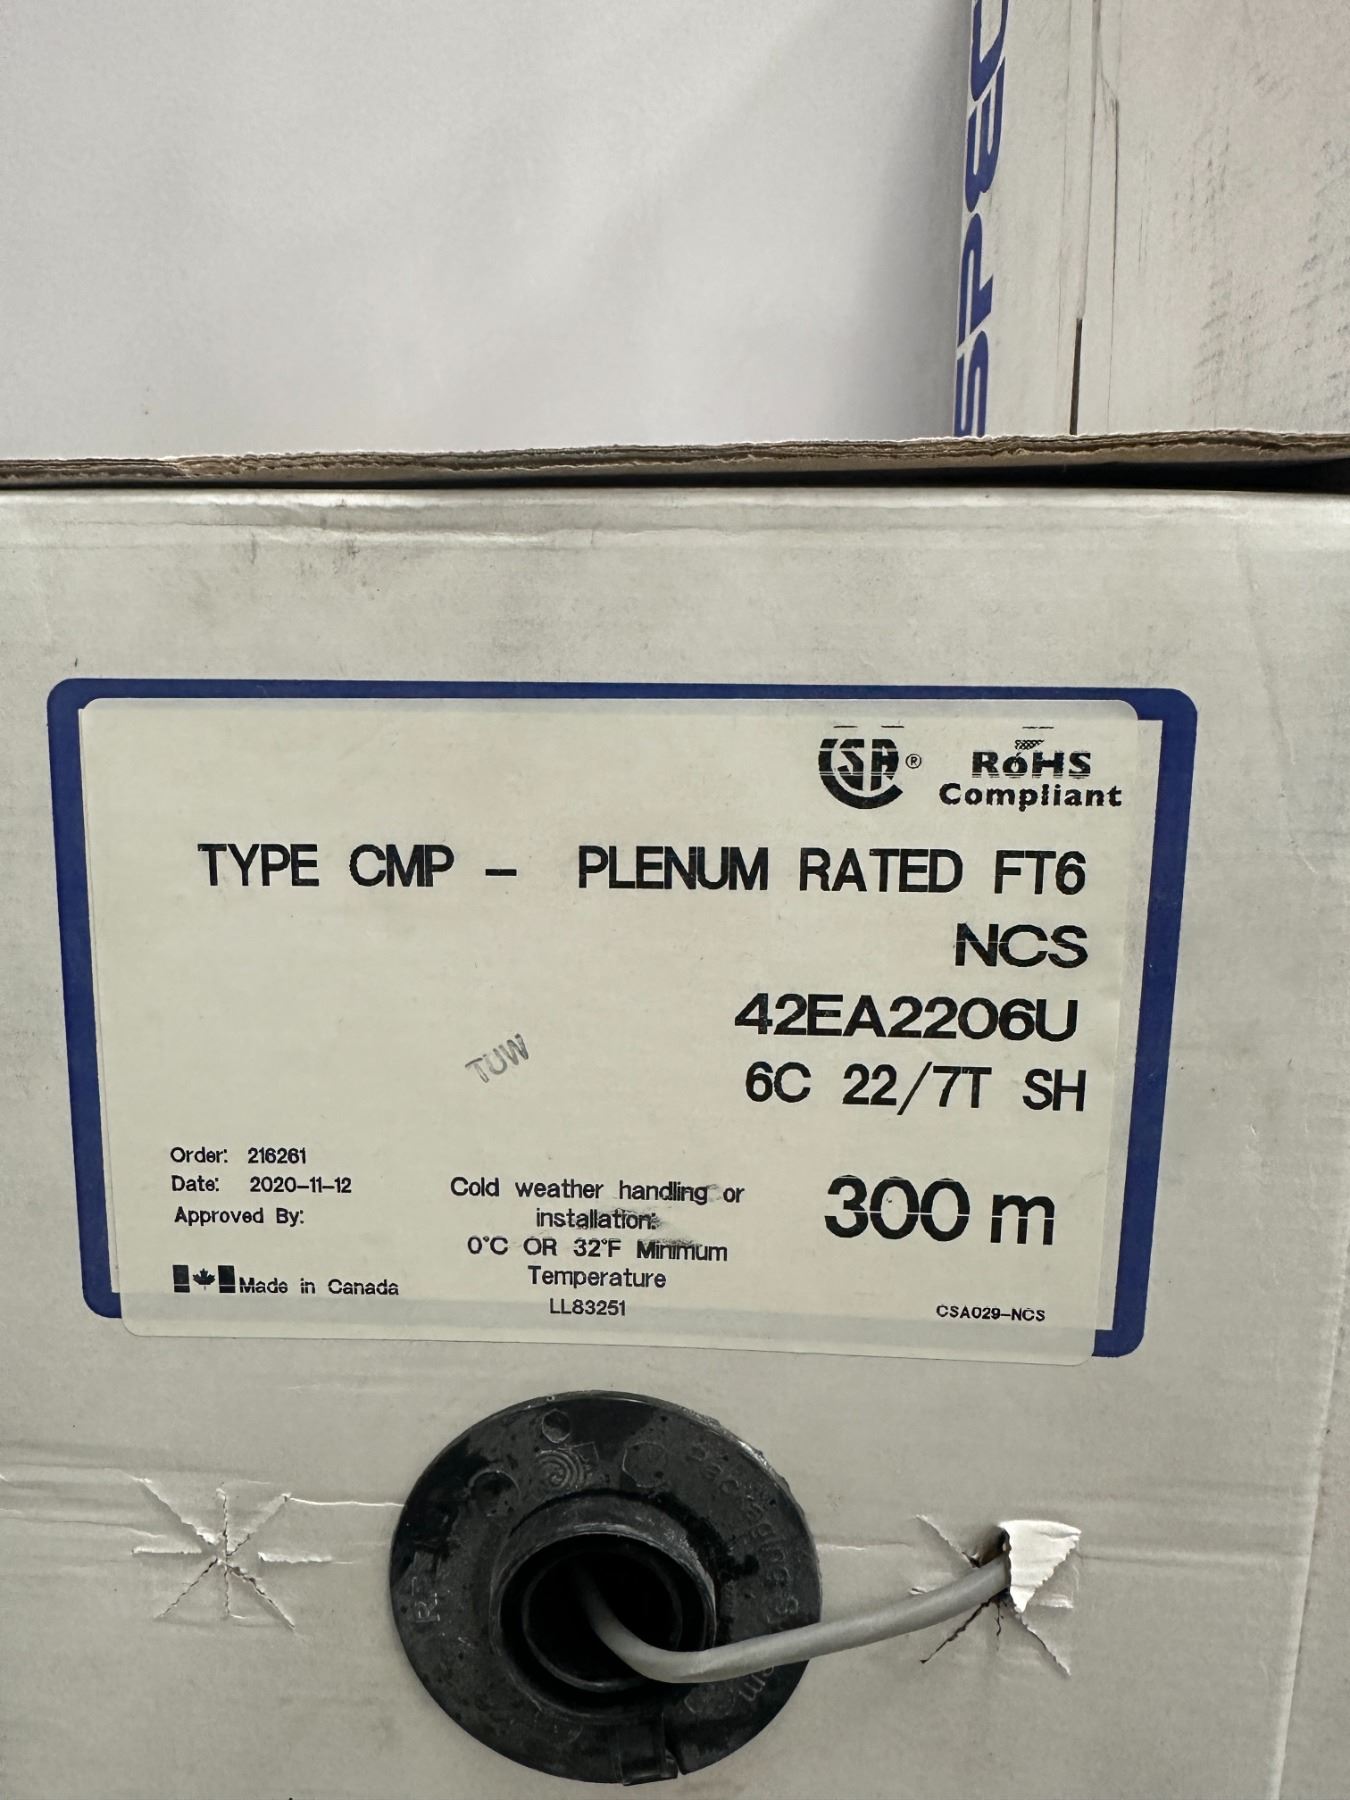 SPEC
CSA®
RoHS
Compliant
TYPE CMP - PLENUM RATED FT6
NCS
42EA2206U
6C 22/7T SH
TUW
Order: 216261
Date: 2020-11-12
Approved By:
Made in Canada
Cold weather handling or
installation:
0°C OR 32°F Minimum
Temperature
LL83251
300 m
CSA029-NCS
Packaging